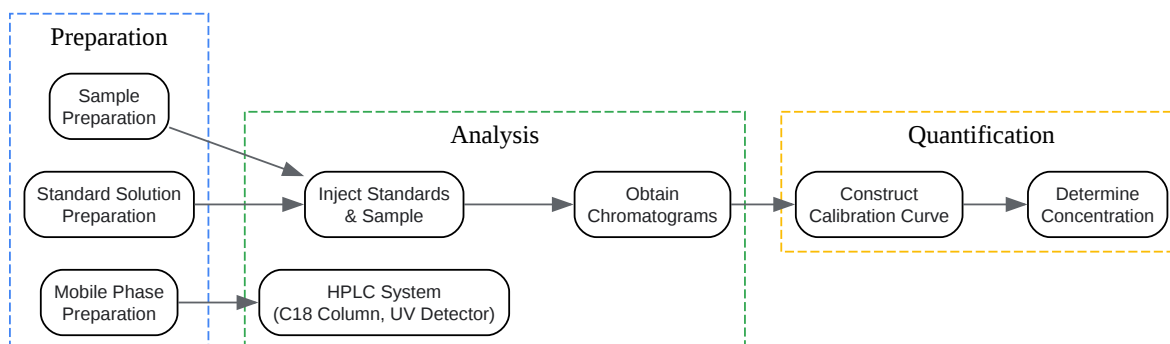 Preparation
Sample
Preparation
Standard Solution
Preparation
Mobile Phase
Preparation
Analysis
Inject Standards
& Sample
Obtain
Chromatograms
HPLC System
(C18 Column, UV Detector)
Quantification
Construct
Calibration Curve
Determine
Concentration